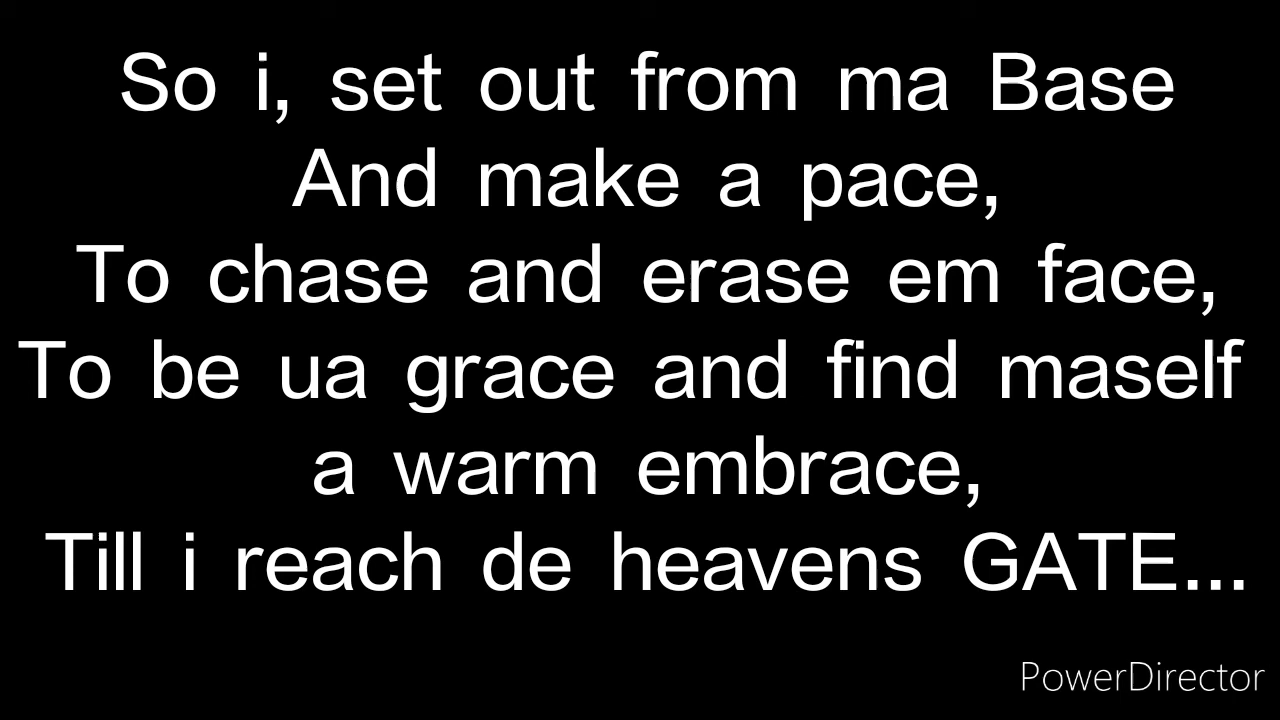 So i, set out from ma Base
And make a pace,
To chase and erase em face,
To be ua grace and find maself
a warm embrace,
Till i reach de heavens GATE...
PowerDirector